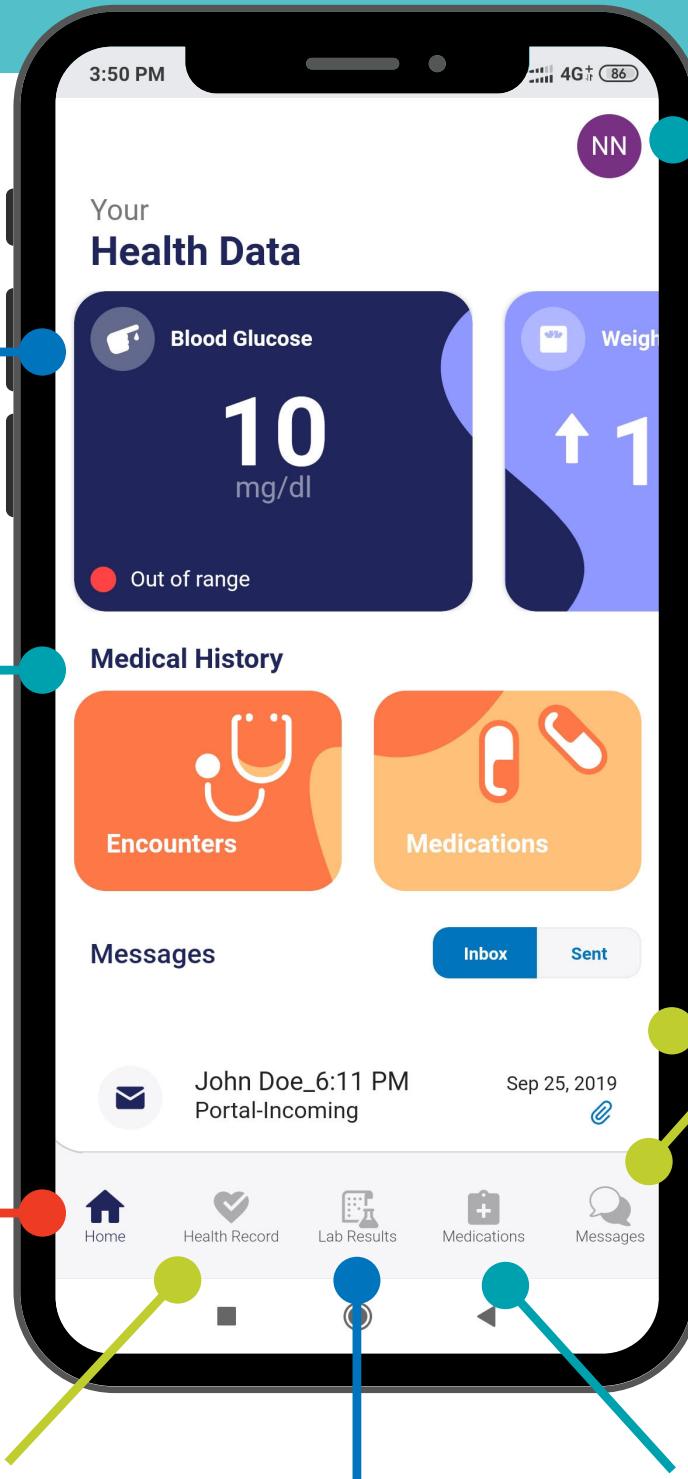 3:50 PM
4G+ 86
NN
Your
Health Data
Blood Glucose
10
mg/dl
Out of range
Weigh
1
Medical History
Encounters
Medications
Messages
Inbox
Sent
John Doe_6:11 PM
Sep 25, 2019
Portal-Incoming
Home
Health Record
Lab Results
Medications
Messages